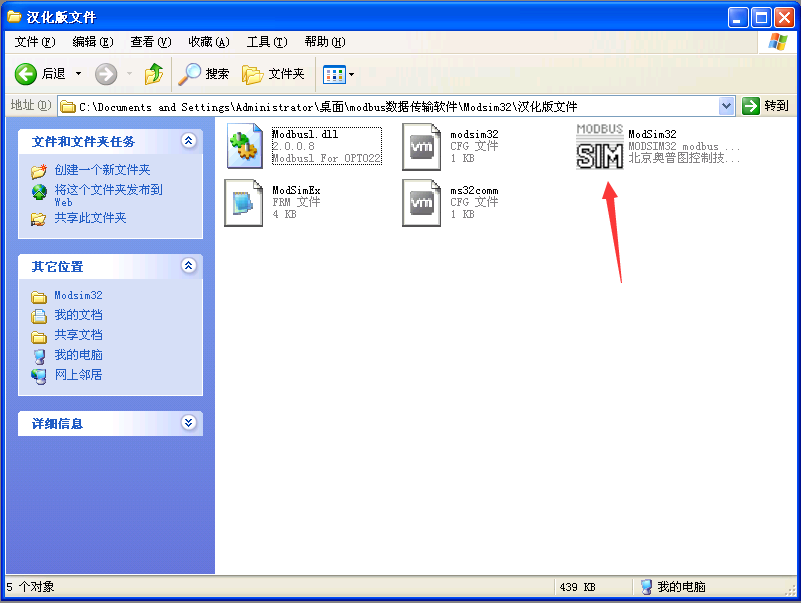 汉化版文件
文件(F) 编辑(E) 查看(V) 收藏(A) 工具(T) 帮助(H)
后退 搜索 文件夹
地址(D) C:\Documents and Settings\Administrator\桌面\modbus数据传输软件\Modsim32\汉化版文件 转到
文件和文件夹任务
创建一个新文件夹
将这个文件夹发布到
Web
共享此文件夹
其它位置
Modsim32
我的文档
共享文档
我的电脑
网上邻居
详细信息
Modbusl.dll
2.0.0.8
Modbusl For OPTO22
modsim32
CFG 文件
1 KB
vm
MODBUS
SIM
ModSim32
MODSIM32 modbus ...
北京奥普图控制技...
ModSimEx
FRM 文件
4 KB
ms32comm
CFG 文件
1 KB
vm
5 个对象 439 KB 我的电脑